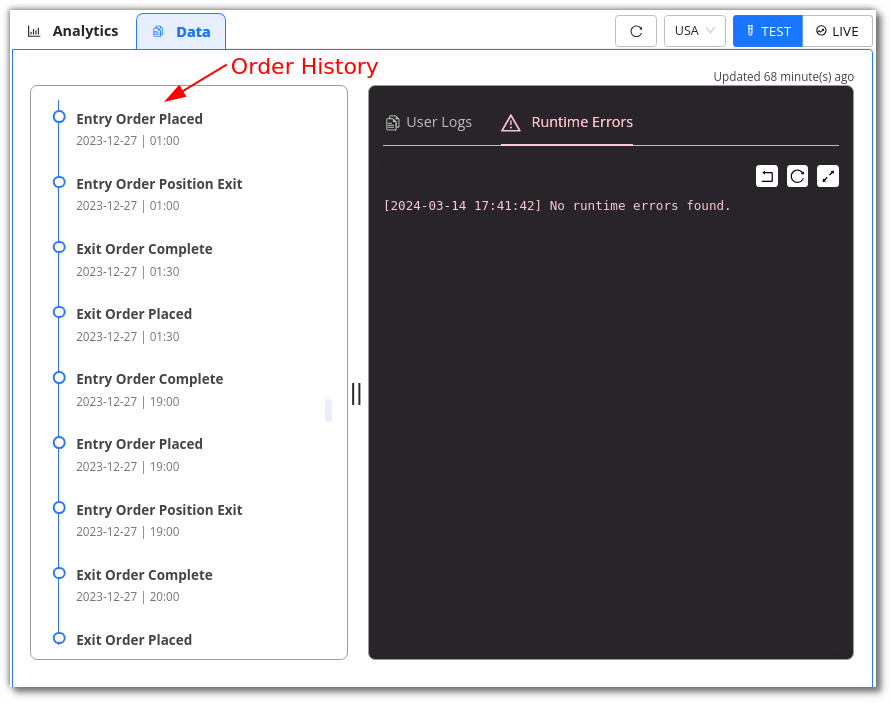 Analytics
Data
USA
TEST
LIVE
Order History
Updated 68 minute(s) ago
Entry Order Placed
2023-12-27 | 01:00
Entry Order Position Exit
2023-12-27 | 01:00
Exit Order Complete
2023-12-27 | 01:30
Exit Order Placed
2023-12-27 | 01:30
Entry Order Complete
2023-12-27 | 19:00
Entry Order Placed
2023-12-27 | 19:00
Entry Order Position Exit
2023-12-27 | 19:00
Exit Order Complete
2023-12-27 | 20:00
Exit Order Placed
User Logs
Runtime Errors
[2024-03-14 17:41:42] No runtime errors found.